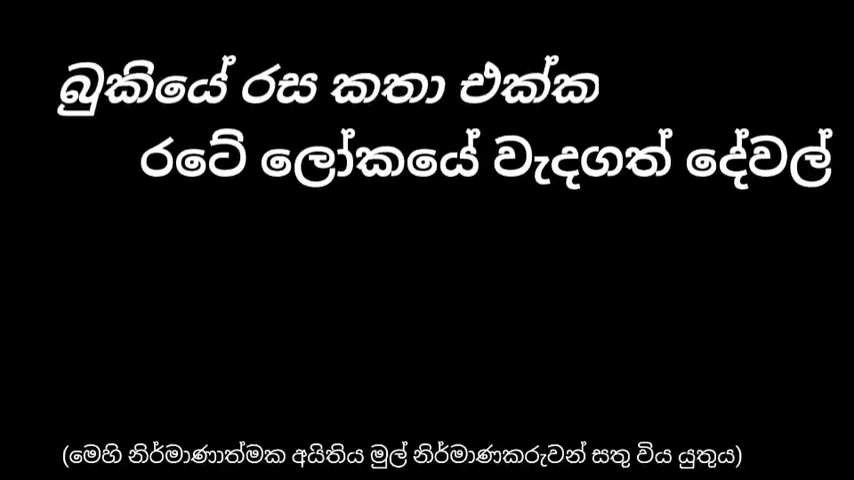 බුකියේ රස කතා එක්ක
රටේ ලෝකයේ වැදගත් දේවල්
(මෙහි නිර්මාණාත්මක අයිතිය මුල් නිර්මාණකරුවන් සතු විය යුතුය)